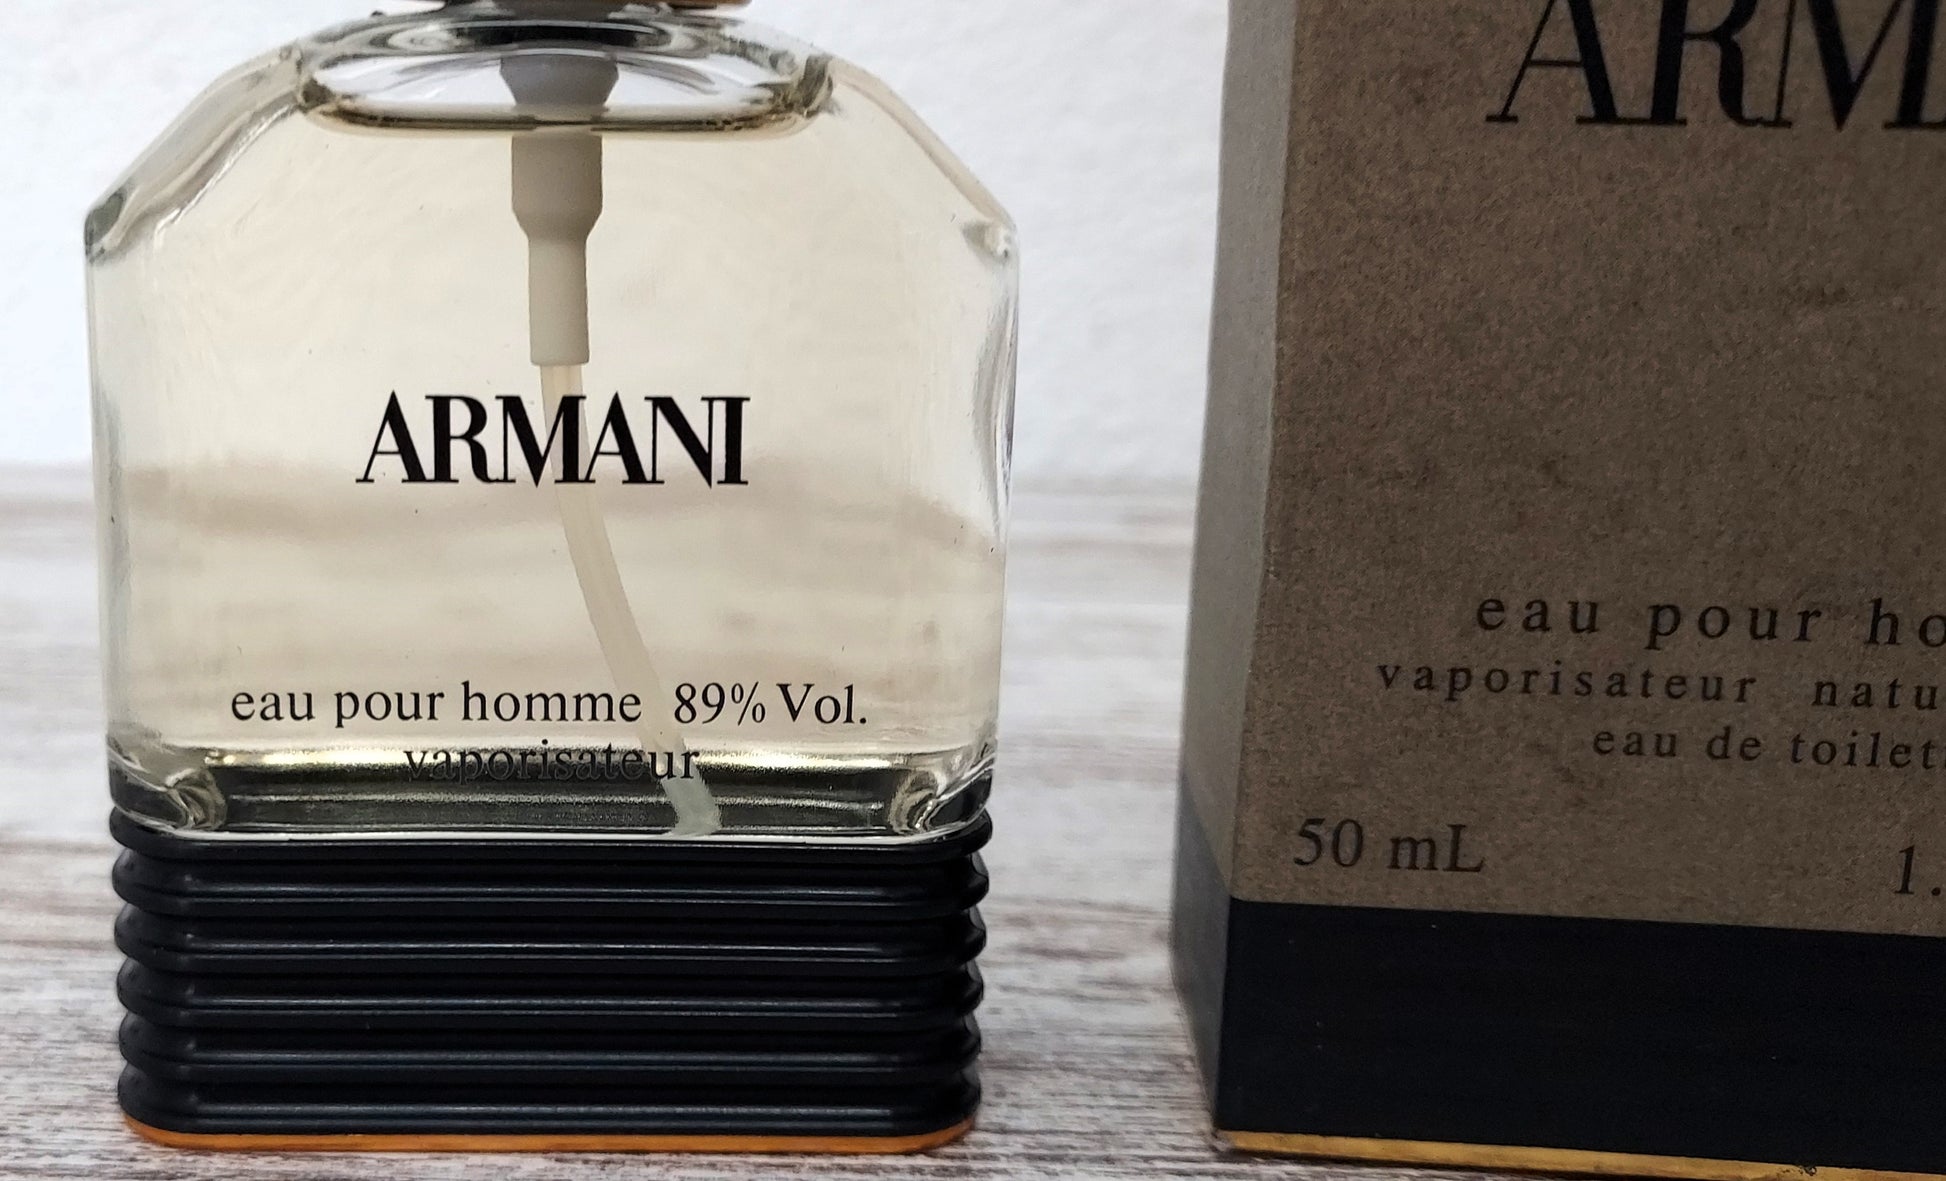 ARMANI
eau pour homme 89% Vol.
vaporisateur
ARM
eau pour ho
vaporisateur natu
eau de toilet
50 mL 1.